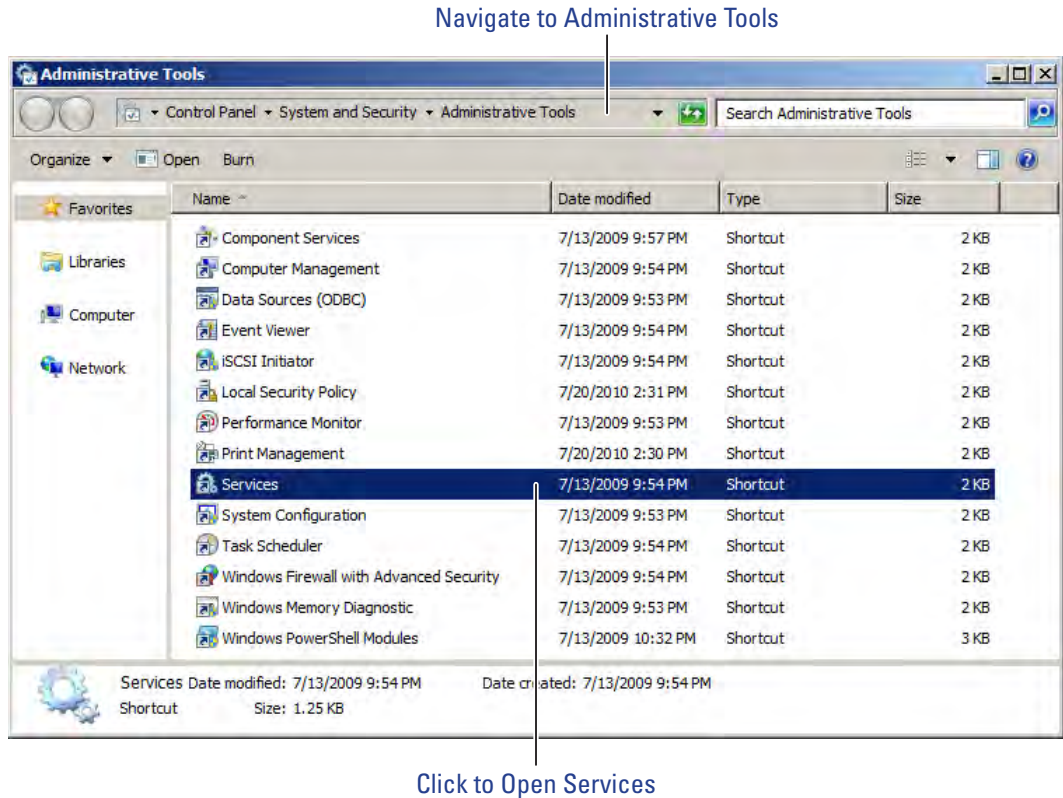 Navigate to Administrative Tools
Administrative Tools
Control Panel System and Security Administrative Tools
Search Administrative Tools
Organize Open Burn
Favorites
Libraries
Computer
Network
Name Date modified Type Size
Component Services 7/13/2009 9:57 PM Shortcut 2 KB
Computer Management 7/13/2009 9:54 PM Shortcut 2 KB
Data Sources (ODBC) 7/13/2009 9:53 PM Shortcut 2 KB
Event Viewer 7/13/2009 9:54 PM Shortcut 2 KB
iSCSI Initiator 7/13/2009 9:54 PM Shortcut 2 KB
Local Security Policy 7/20/2010 2:31 PM Shortcut 2 KB
Performance Monitor 7/13/2009 9:53 PM Shortcut 2 KB
Print Management 7/20/2010 2:30 PM Shortcut 2 KB
Services 7/13/2009 9:54 PM Shortcut 2 KB
System Configuration 7/13/2009 9:53 PM Shortcut 2 KB
Task Scheduler 7/13/2009 9:54 PM Shortcut 2 KB
Windows Firewall with Advanced Security 7/13/2009 9:54 PM Shortcut 2 KB
Windows Memory Diagnostic 7/13/2009 9:53 PM Shortcut 2 KB
Windows PowerShell Modules 7/13/2009 10:32 PM Shortcut 3 KB
Services Date modified: 7/13/2009 9:54 PM Date created: 7/13/2009 9:54 PM
Shortcut Size: 1.25 KB
Click to Open Services